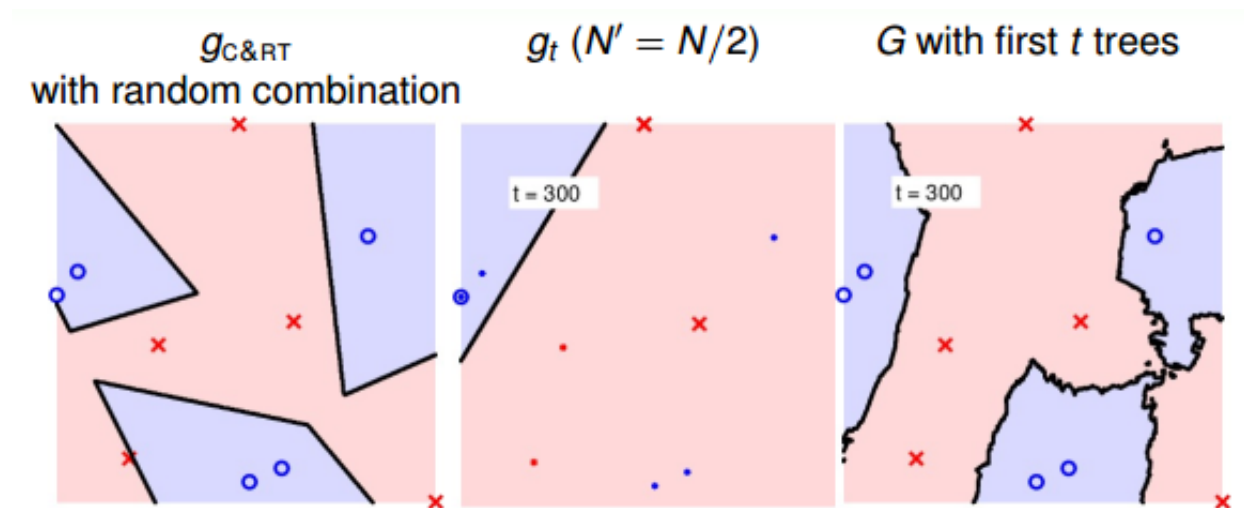 g_C&RT
with random combination
g_t (N′ = N/2)
G with first t trees
t = 300
t = 300